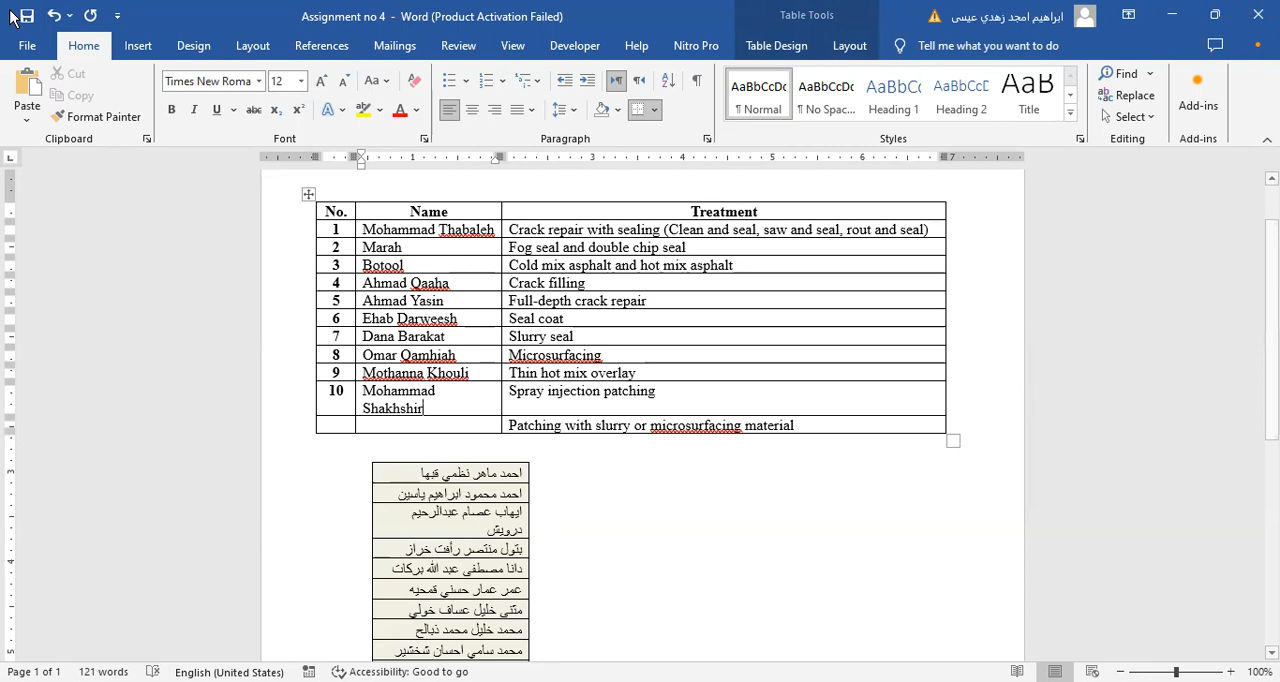 Assignment no 4 - Word (Product Activation Failed)
Table Tools
ابراهيم امجد زهدي عيسى
File Home Insert Design Layout References Mailings Review View Developer Help Nitro Pro Table Design Layout Tell me what you want to do
Paste
Cut
Copy
Format Painter
Clipboard
Times New Roma 12
Font
Paragraph
AaBbCcDc AaBbCcDc AaBbCc AaBbCcD AaB
¶ Normal ¶ No Spac... Heading 1 Heading 2 Title
Styles
Find
Replace
Select
Editing
Add-ins
Add-ins
1 3 4 5 6 7
No. Name Treatment
1 Mohammad Thabaleh Crack repair with sealing (Clean and seal, saw and seal, rout and seal)
2 Marah Fog seal and double chip seal
3 Botool Cold mix asphalt and hot mix asphalt
4 Ahmad Qaaha Crack filling
5 Ahmad Yasin Full-depth crack repair
6 Ehab Darweesh Seal coat
7 Dana Barakat Slurry seal
8 Omar Qamhiah Microsurfacing
9 Mothanna Khouli Thin hot mix overlay
10 Mohammad Spray injection patching
Shakhshir
Patching with slurry or microsurfacing material
احمد ماهر نظمي قبها
احمد محمود ابراهيم ياسين
ايهاب عصام عبدالرحيم
درويش
بتول منتصر رأفت خراز
دانا مصطفى عبد الله بركات
عمر عمار حسني قمحيه
مثنى خليل عساف خولي
محمد خليل محمد ذبالح
محمد سامي احسان شخشير
Page 1 of 1 121 words English (United States) Accessibility: Good to go 100%